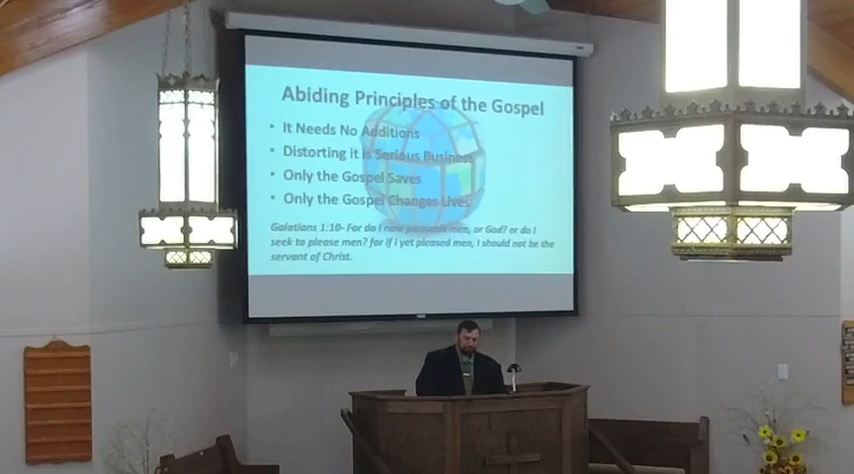 Abiding Principles of the Gospel
• It Needs No Additions
• Distorting it is Serious Business
• Only the Gospel Saves
• Only the Gospel Changes Lives
Galatians 1:10- For do I now persuade men, or God? or do I
seek to please men? for if I yet pleased men, I should not be the
servant of Christ.